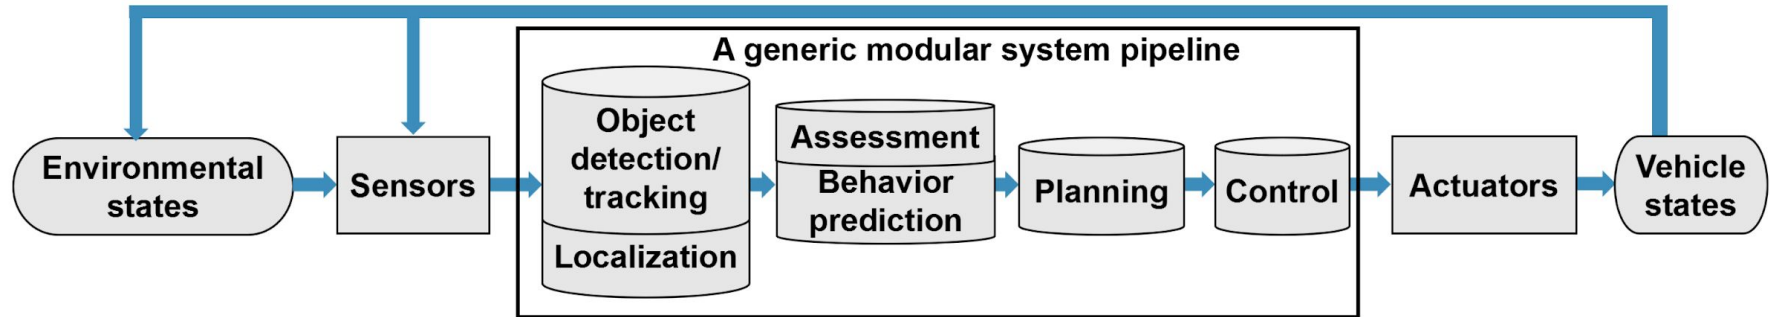 A generic modular system pipeline
Environmental
states
Sensors
Object
detection/
tracking
Localization
Assessment
Behavior
prediction
Planning
Control
Actuators
Vehicle
states